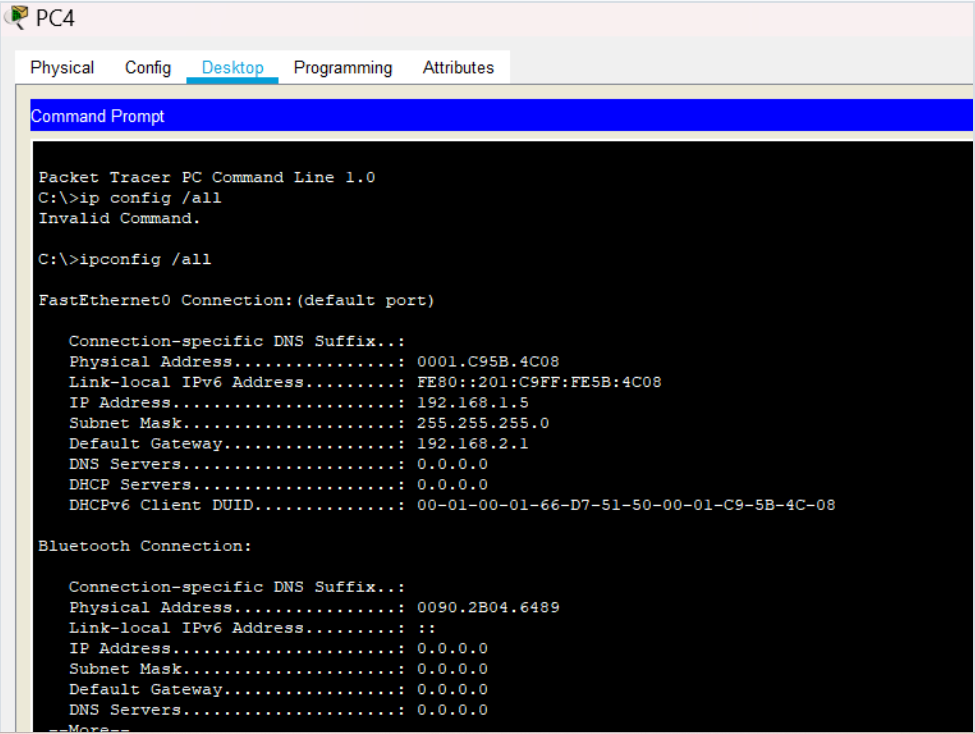 PC4
Physical Config Desktop Programming Attributes
Command Prompt
Packet Tracer PC Command Line 1.0
C:\>ip config /all
Invalid Command.
C:\>ipconfig /all
FastEthernet0 Connection:(default port)
Connection-specific DNS Suffix..:
Physical Address................: 0001.C95B.4C08
Link-local IPv6 Address.........: FE80::201:C9FF:FE5B:4C08
IP Address......................: 192.168.1.5
Subnet Mask.....................: 255.255.255.0
Default Gateway.................: 192.168.2.1
DNS Servers.....................: 0.0.0.0
DHCP Servers....................: 0.0.0.0
DHCPv6 Client DUID..............: 00-01-00-01-66-D7-51-50-00-01-C9-5B-4C-08
Bluetooth Connection:
Connection-specific DNS Suffix..:
Physical Address................: 0090.2B04.6489
Link-local IPv6 Address.........: ::
IP Address......................: 0.0.0.0
Subnet Mask.....................: 0.0.0.0
Default Gateway.................: 0.0.0.0
DNS Servers.....................: 0.0.0.0
--More--